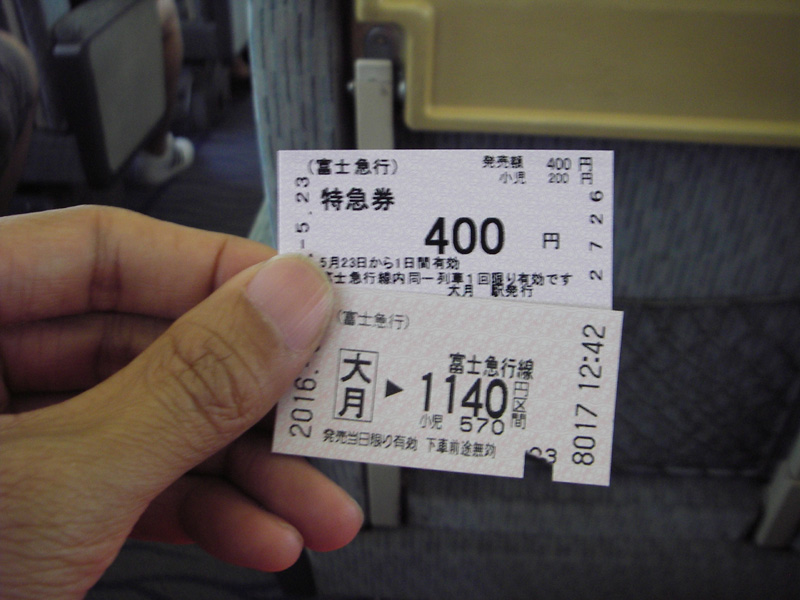 (富士急行)
発売額 400円
小児 200円
特急券
400円
-5.23
2726
5月23日から1日間有効
富士急行線内同一列車1回限り有効です
大月 駅発行
(富士急行)
富士急行線
大月▶1140円区間
小児 570
発売当日限り有効 下車前途無効
2016.
8017 12:42